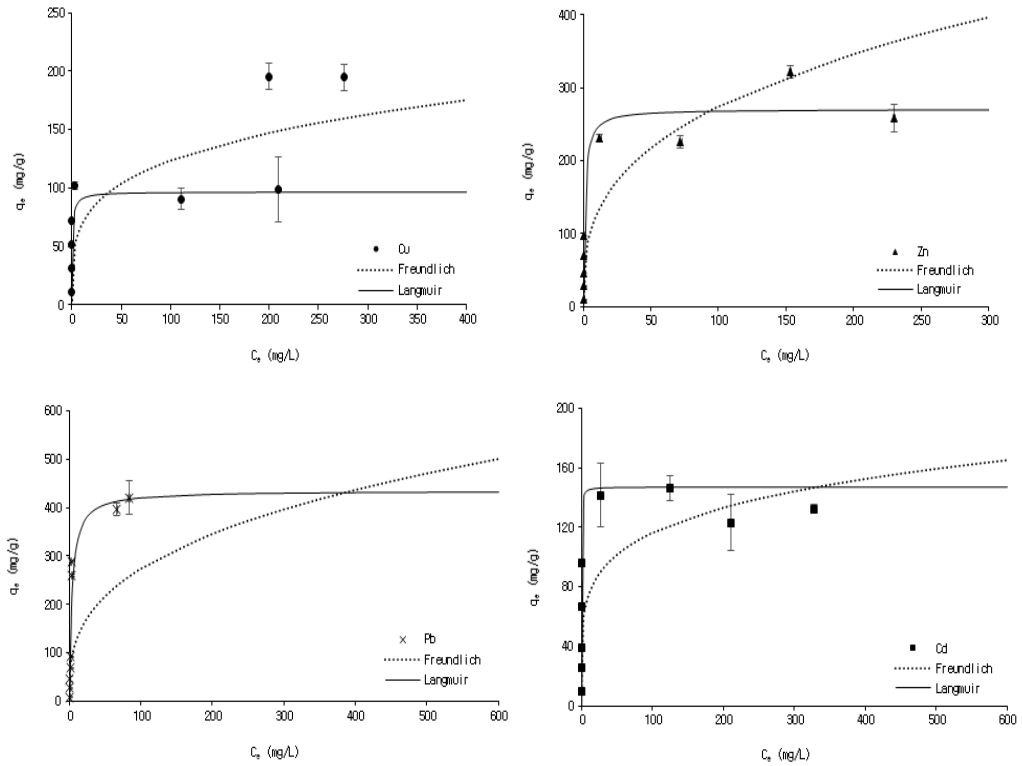 250
200
150
100
50
0
qe (mg/g)
0 50 100 150 200 250 300 350 400
Ce (mg/L)
Cu
Freundlich
Langmuir
400
300
200
100
0
qe (mg/g)
0 50 100 150 200 250 300
Ce (mg/L)
Zn
Freundlich
Langmuir
600
500
400
300
200
100
0
qe (mg/g)
0 100 200 300 400 500 600
Ce (mg/L)
Pb
Freundlich
Langmuir
200
160
120
80
40
0
qe (mg/g)
0 100 200 300 400 500 600
Ce (mg/L)
Cd
Freundlich
Langmuir